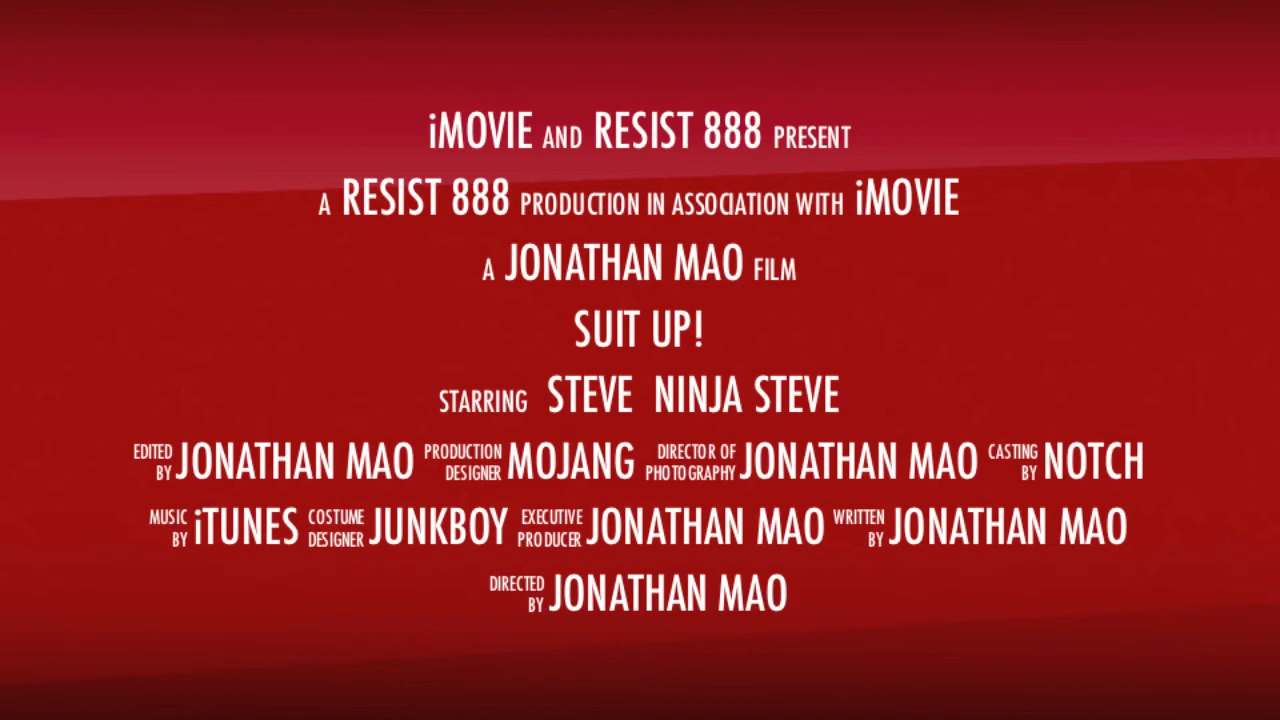 iMOVIE AND RESIST 888 PRESENT
A RESIST 888 PRODUCTION IN ASSOCIATION WITH iMOVIE
A JONATHAN MAO FILM
SUIT UP!
STARRING STEVE NINJA STEVE
EDITED BY JONATHAN MAO PRODUCTION DESIGNER MOJANG DIRECTOR OF PHOTOGRAPHY JONATHAN MAO CASTING BY NOTCH
MUSIC BY iTUNES COSTUME DESIGNER JUNKBOY EXECUTIVE PRODUCER JONATHAN MAO WRITTEN BY JONATHAN MAO
DIRECTED BY JONATHAN MAO